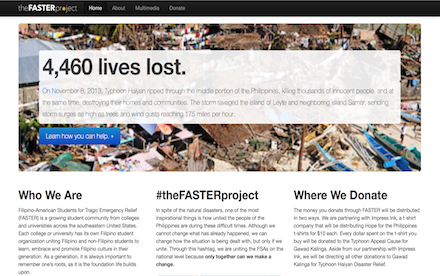 theFASTERproject Home About Multimedia Donate
4,460 lives lost.
On November 8, 2013, Typhoon Haiyan ripped through the middle portion of the Philippines, killing thousands of innocent people, and at
the same time, destroying their homes and communities. The storm ravaged the island of Leyte and neighboring island Samar, sending
storm surges as high as trees and wind gusts reaching 175 miles per hour.
Learn how you can help. »
Who We Are
Filipino-American Students for Tragic Emergency Relief
(FASTER) is a growing student community from colleges
and universities across the southeastern United States.
Each college or university has its own Filipino student
organization uniting Filipino and non-Filipino students to
learn, embrace and promote Filipino culture in this
generation. As a generation, it is always important to
remember one's roots, as it is the foundation life builds
upon.
#theFASTERproject
In spite of the natural disasters, one of the most
inspirational things is how united the people of the
Philippines are during these difficult times. Although we
cannot change what has already happened, we can
change how the situation is being dealt with, but only if we
unite. Through this hashtag, we are uniting the FSAs on the
national level because only together can we make a
change.
Where We Donate
The money you donate through FASTER will be distributed
in two ways. We are partnering with Impress Ink, a t-shirt
company that will be distributing Hope for the Philippines
t-shirts for $10 each. Every dollar spent on the t-shirt you
buy will be donated to the Typhoon Appeal Cause for
Gawad Kalinga. Aside from our partnership with Impress
Ink, we will be directing all other donations to Gawad
Kalinga for Typhoon Haiyan Disaster Relief.